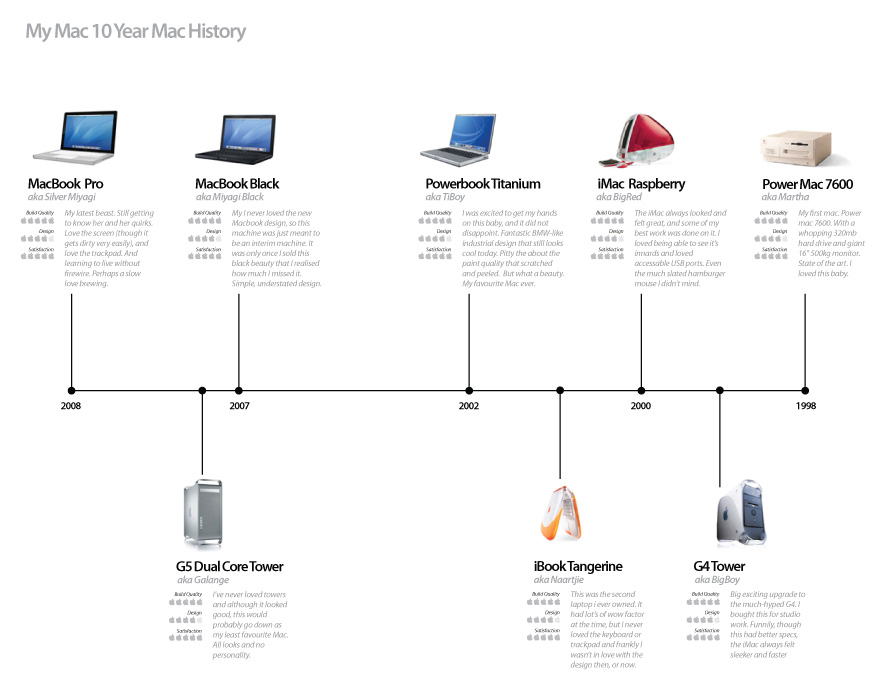 My Mac 10 Year Mac History
MacBook Pro
aka Silver Miyagi
Build Quality
Design
Satisfaction
My latest beast. Still getting
to know her and her quirks.
Love the screen (though it
gets dirty very easily), and
love the trackpad. And
learning to live without
firewire. Perhaps a slow
love brewing.
MacBook Black
aka Miyagi Black
Build Quality
Design
Satisfaction
My I never loved the new
Macbook design, so this
machine was just meant to
be an interim machine. It
was only once I sold this
black beauty that I realised
how much I missed it.
Simple, understated design.
Powerbook Titanium
aka TiBoy
Build Quality
Design
Satisfaction
I was excited to get my hands
on this baby, and it did not
disappoint. Fantastic BMW-like
industrial design that still looks
cool today. Pitty the about the
paint quality that scratched
and peeled. But what a beauty.
My favourite Mac ever.
iMac Raspberry
aka BigRed
Build Quality
Design
Satisfaction
The iMac always looked and
felt great, and some of my
best work was done on it. I
loved being able to see it's
inwards and loved
accessable USB ports. Even
the much slated hamburger
mouse I didn't mind.
Power Mac 7600
aka Martha
Build Quality
Design
Satisfaction
My first mac. Power
mac 7600. With a
whopping 320mb
hard drive and giant
16" 500kg monitor.
State of the art. I
loved this baby.
2008
2007
2002
2000
1998
G5 Dual Core Tower
aka Galange
Build Quality
Design
Satisfaction
I've never loved towers
and although it looked
good, this would
probably go down as
my least favourite Mac.
All looks and no
personality.
iBook Tangerine
aka Naartjie
Build Quality
Design
Satisfaction
This was the second
laptop i ever owned. It
had lot's of wow factor
at the time, but I never
loved the keyboard or
trackpad and frankly I
wasn't in love with the
design then, or now.
G4 Tower
aka BigBoy
Build Quality
Design
Satisfaction
Big exciting upgrade to
the much-hyped G4. I
bought this for studio
work. Funnily, though
this had better specs,
the iMac always felt
sleeker and faster